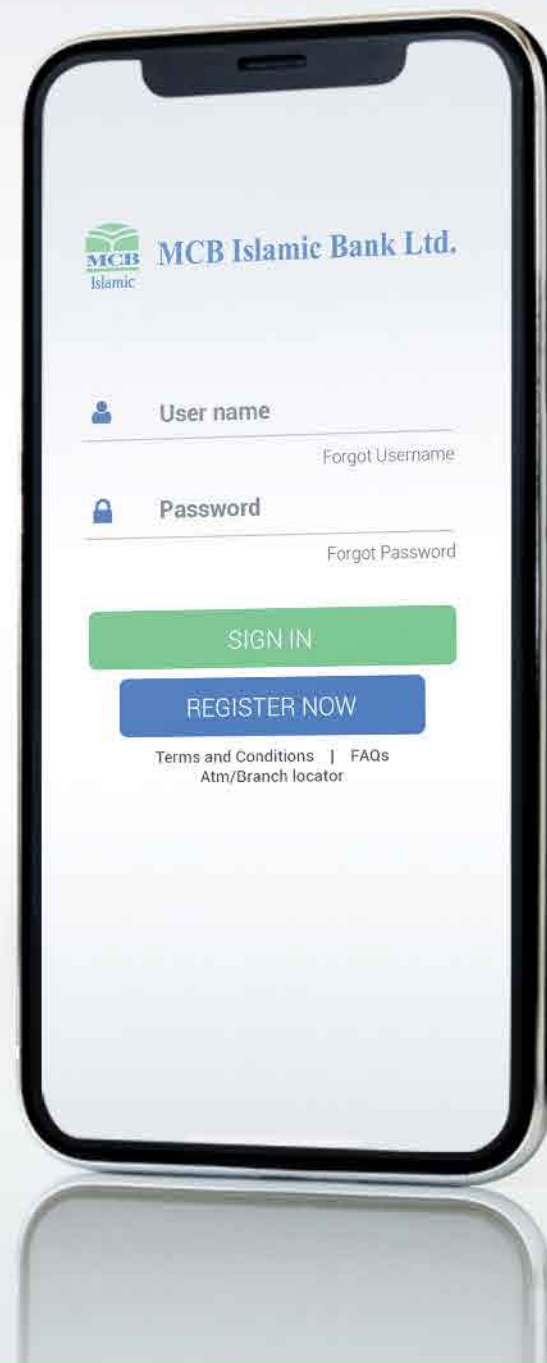 MCB
Islamic
MCB Islamic Bank Ltd.
User name
Forgot Username
Password
Forgot Password
SIGN IN
REGISTER NOW
Terms and Conditions | FAQs
Atm/Branch locator